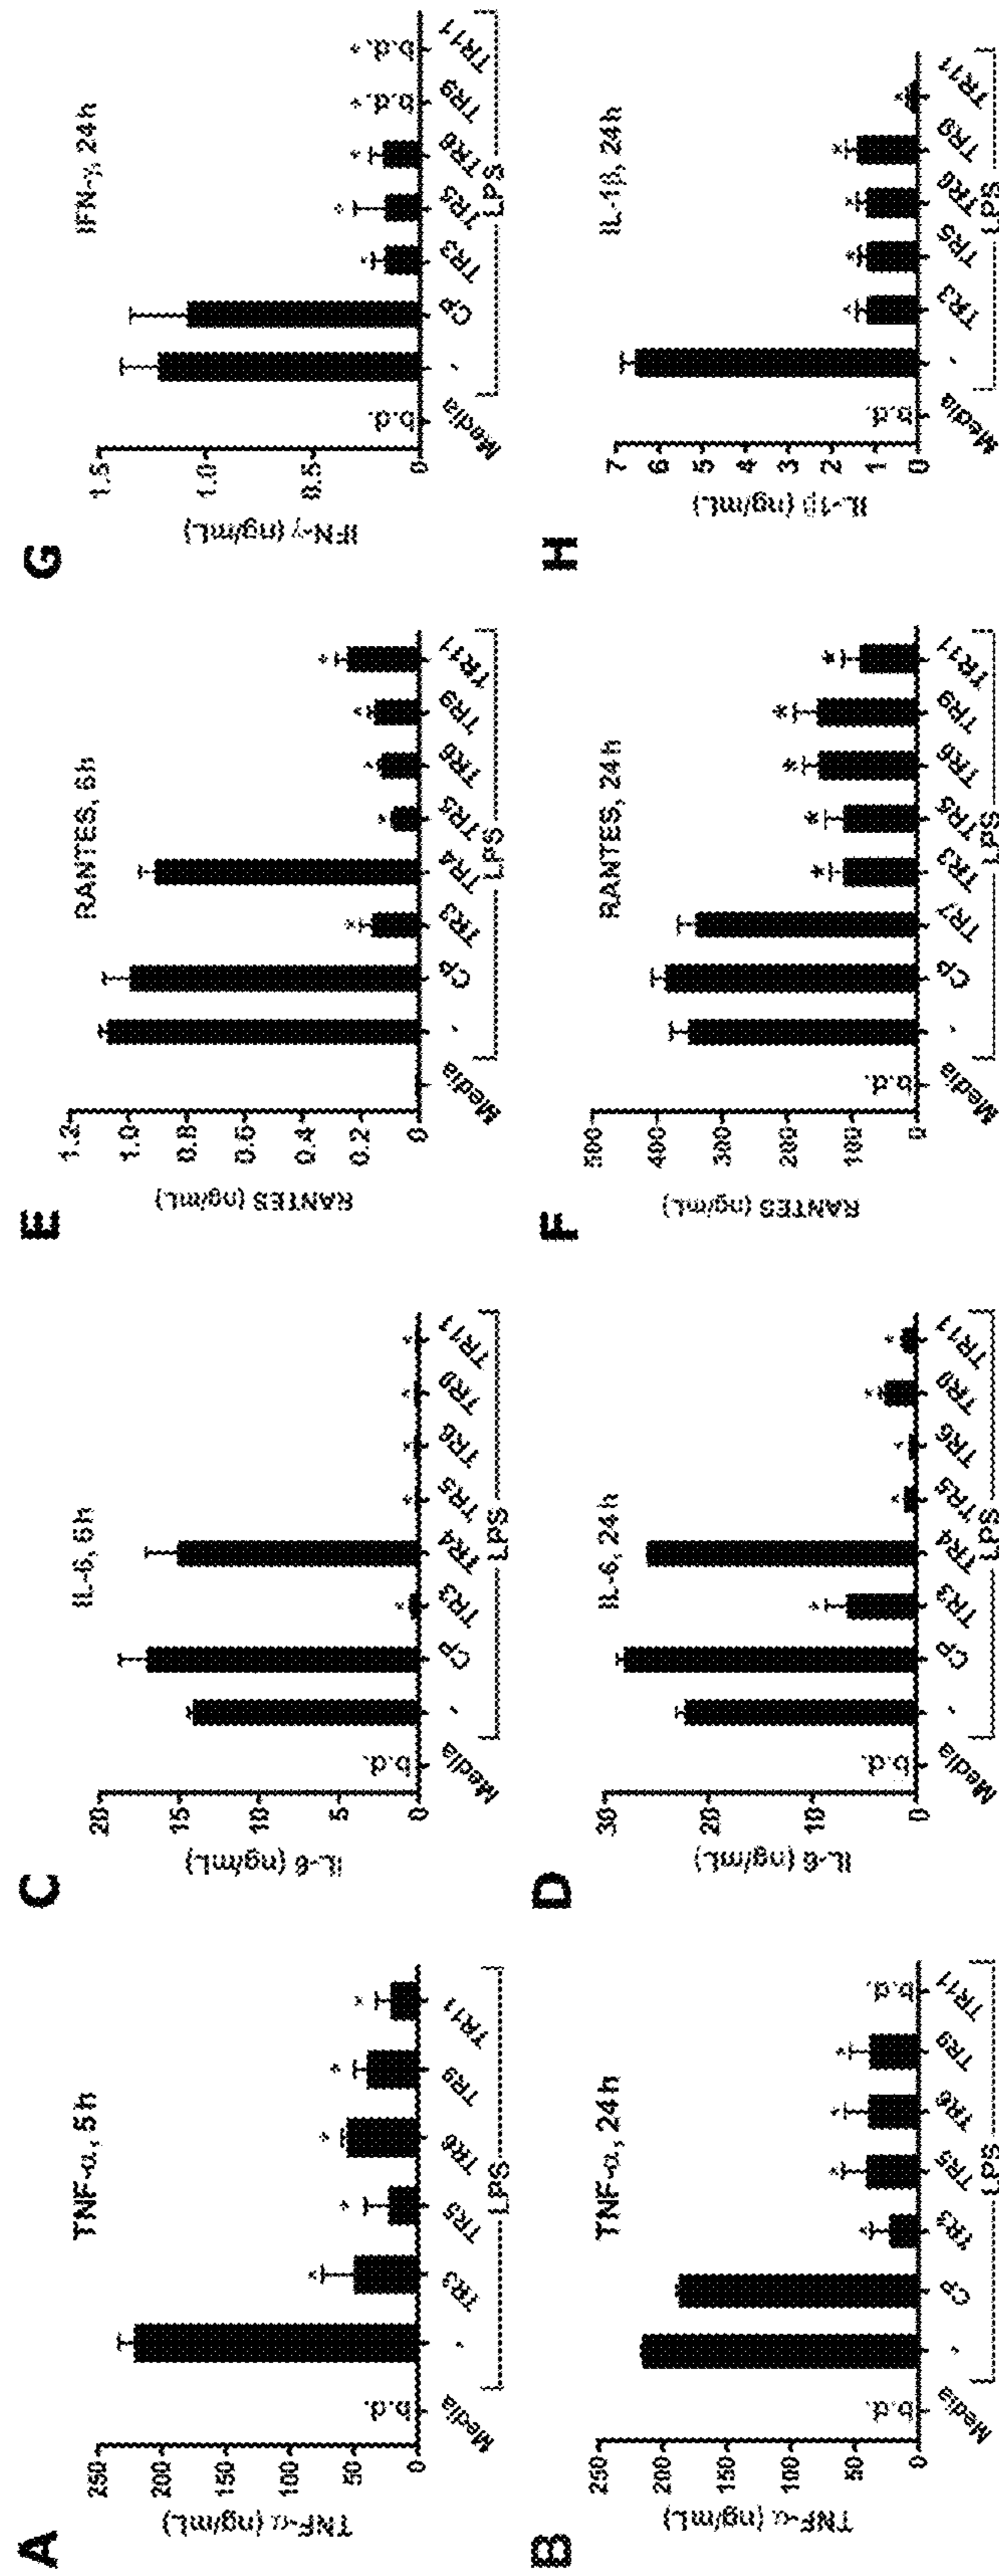 A
TNF-α, 5 h
TNF-α (ng/mL)
250
200
150
100
50
0
b.d.
* * * * *
Media - TR3 TR5 TR6 TR9 TR11
LPS
B
TNF-α, 24 h
TNF-α (ng/mL)
250
200
150
100
50
0
b.d. * * * * b.d.
Media - CP TR3 TR5 TR6 TR9 TR11
LPS
C
IL-6, 6 h
IL-6 (ng/mL)
20
15
10
5
0
b.d. * * * * *
Media - CP TR3 TR4 TR5 TR6 TR9 TR11
LPS
D
IL-6, 24 h
IL-6 (ng/mL)
30
20
10
0
b.d. * * * * *
Media - CP TR3 TR4 TR5 TR6 TR9 TR11
LPS
E
RANTES, 6 h
RANTES (ng/mL)
1.2
1.0
0.8
0.6
0.4
0.2
0
* * * * *
Media - CP TR3 TR4 TR5 TR6 TR9 TR11
LPS
F
RANTES, 24 h
RANTES (ng/mL)
500
400
300
200
100
0
b.d. * * * * *
Media - CP TR7 TR3 TR5 TR6 TR9 TR11
LPS
G
IFN-γ, 24 h
IFN-γ (ng/mL)
1.5
1.0
0.5
0
b.d. * * * * b.d. * b.d.
Media - CP TR3 TR5 TR6 TR9 TR11
LPS
H
IL-1β, 24 h
IL-1β (ng/mL)
7
6
5
4
3
2
1
0
b.d. * * * * *
Media - TR3 TR5 TR6 TR9 TR11
LPS